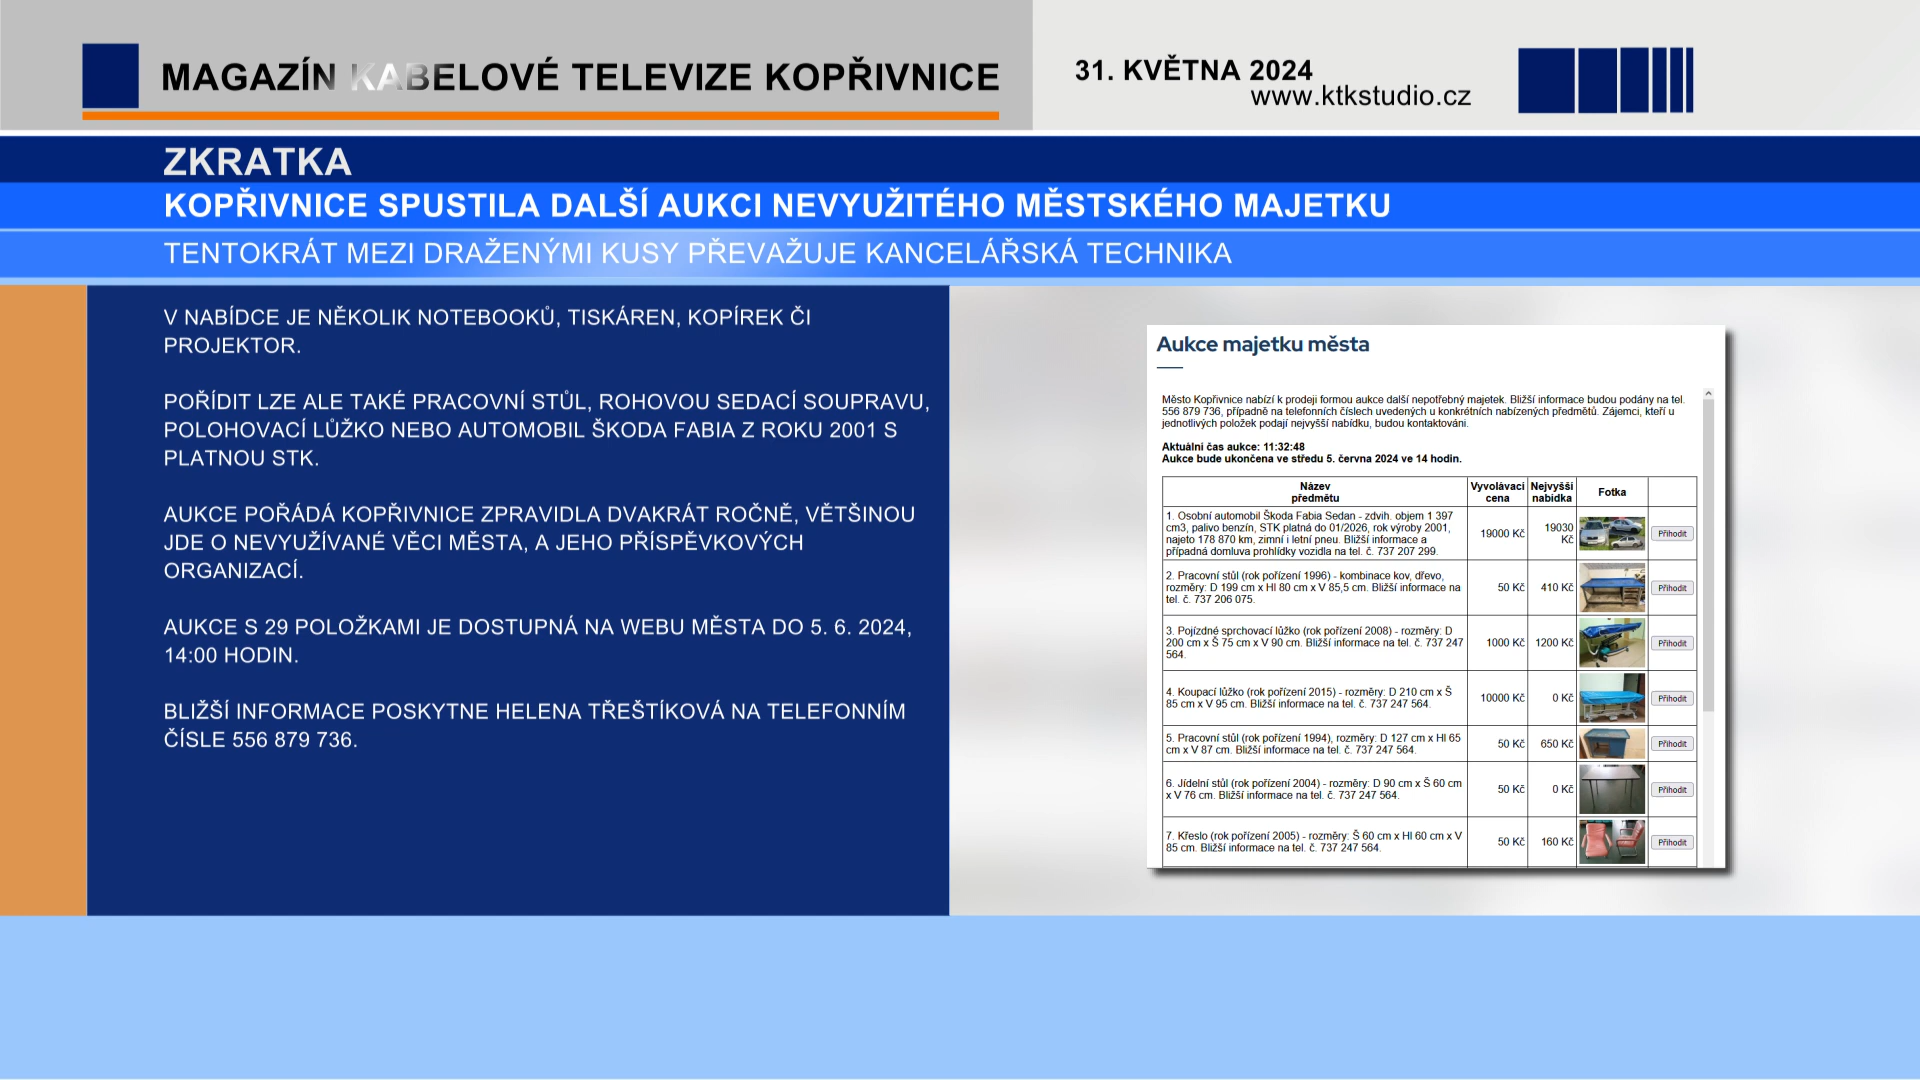 MAGAZÍN KABELOVÉ TELEVIZE KOPŘIVNICE
31. KVĚTNA 2024
www.ktkstudio.cz
ZKRATKA
KOPŘIVNICE SPUSTILA DALŠÍ AUKCI NEVYUŽITÉHO MĚSTSKÉHO MAJETKU
TENTOKRÁT MEZI DRAŽENÝMI KUSY PŘEVAŽUJE KANCELÁŘSKÁ TECHNIKA
V NABÍDCE JE NĚKOLIK NOTEBOOKŮ, TISKÁREN, KOPÍREK ČI
PROJEKTOR.
POŘÍDIT LZE ALE TAKÉ PRACOVNÍ STŮL, ROHOVOU SEDACÍ SOUPRAVU,
POLOHOVACÍ LŮŽKO NEBO AUTOMOBIL ŠKODA FABIA Z ROKU 2001 S
PLATNOU STK.
AUKCE POŘÁDÁ KOPŘIVNICE ZPRAVIDLA DVAKRÁT ROČNĚ, VĚTŠINOU
JDE O NEVYUŽÍVANÉ VĚCI MĚSTA, A JEHO PŘÍSPĚVKOVÝCH
ORGANIZACÍ.
AUKCE S 29 POLOŽKAMI JE DOSTUPNÁ NA WEBU MĚSTA DO 5. 6. 2024,
14:00 HODIN.
BLIŽŠÍ INFORMACE POSKYTNE HELENA TŘEŠTÍKOVÁ NA TELEFONNÍM
ČÍSLE 556 879 736.
Aukce majetku města
Město Kopřivnice nabízí k prodeji formou aukce další nepotřebný majetek. Bližší informace budou podány na tel.
556 879 736, případně na telefonních číslech uvedených u konkrétních nabízených předmětů. Zájemci, kteří u
jednotlivých položek podají nejvyšší nabídku, budou kontaktováni.
Aktuální čas aukce: 11:32:48
Aukce bude ukončena ve středu 5. června 2024 ve 14 hodin.
Název předmětu Vyvolávací cena Nejvyšší nabídka Fotka
1. Osobní automobil Škoda Fabia Sedan - zdvih. objem 1 397
cm3, palivo benzín, STK platná do 01/2026, rok výroby 2001,
najeto 178 870 km, zimní i letní pneu. Bližší informace a
případná domluva prohlídky vozidla na tel. č. 737 207 299.
19000 Kč 19030 Kč Přihodit
2. Pracovní stůl (rok pořízení 1996) - kombinace kov, dřevo,
rozměry: D 199 cm x Hl 80 cm x V 85,5 cm. Bližší informace na
tel. č. 737 206 075.
50 Kč 410 Kč Přihodit
3. Pojízdné sprchovací lůžko (rok pořízení 2008) - rozměry: D
200 cm x Š 75 cm x V 90 cm. Bližší informace na tel. č. 737 247
564.
1000 Kč 1200 Kč Přihodit
4. Koupací lůžko (rok pořízení 2015) - rozměry: D 210 cm x Š
85 cm x V 95 cm. Bližší informace na tel. č. 737 247 564.
10000 Kč 0 Kč Přihodit
5. Pracovní stůl (rok pořízení 1994), rozměry: D 127 cm x Hl 65
cm x V 87 cm. Bližší informace na tel. č. 737 247 564.
50 Kč 650 Kč Přihodit
6. Jídelní stůl (rok pořízení 2004) - rozměry: D 90 cm x Š 60 cm
x V 76 cm. Bližší informace na tel. č. 737 247 564.
50 Kč 0 Kč Přihodit
7. Křeslo (rok pořízení 2005) - rozměry: Š 60 cm x Hl 60 cm x V
85 cm. Bližší informace na tel. č. 737 247 564.
50 Kč 160 Kč Přihodit